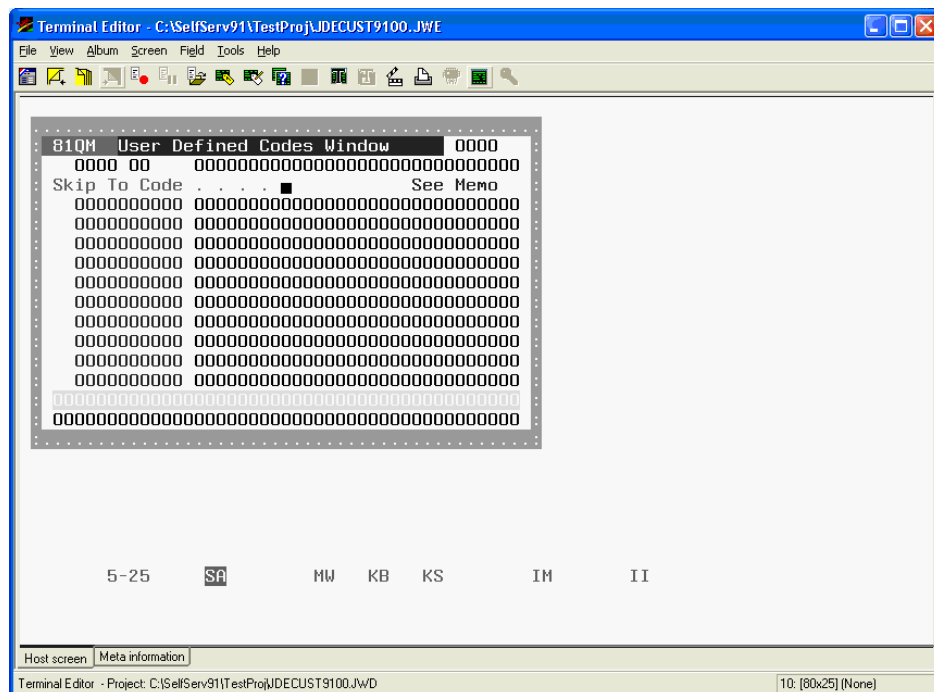 Terminal Editor - C:\SelfServ91\TestProj\JDECUST9100.JWE
File View Album Screen Field Tools Help
81QM User Defined Codes Window 0000
0000 00 000000000000000000000000000000
Skip To Code . . . . See Memo
0000000000 000000000000000000000000000000
0000000000 000000000000000000000000000000
0000000000 000000000000000000000000000000
0000000000 000000000000000000000000000000
0000000000 000000000000000000000000000000
0000000000 000000000000000000000000000000
0000000000 000000000000000000000000000000
0000000000 000000000000000000000000000000
0000000000 000000000000000000000000000000
0000000000 000000000000000000000000000000
0000000000000000000000000000000000000000000
0000000000000000000000000000000000000000000
5-25 SA MW KB KS IM II
Host screen Meta information
Terminal Editor - Project: C:\SelfServ91\TestProj\JDECUST9100.JWD 10: [80x25] (None)